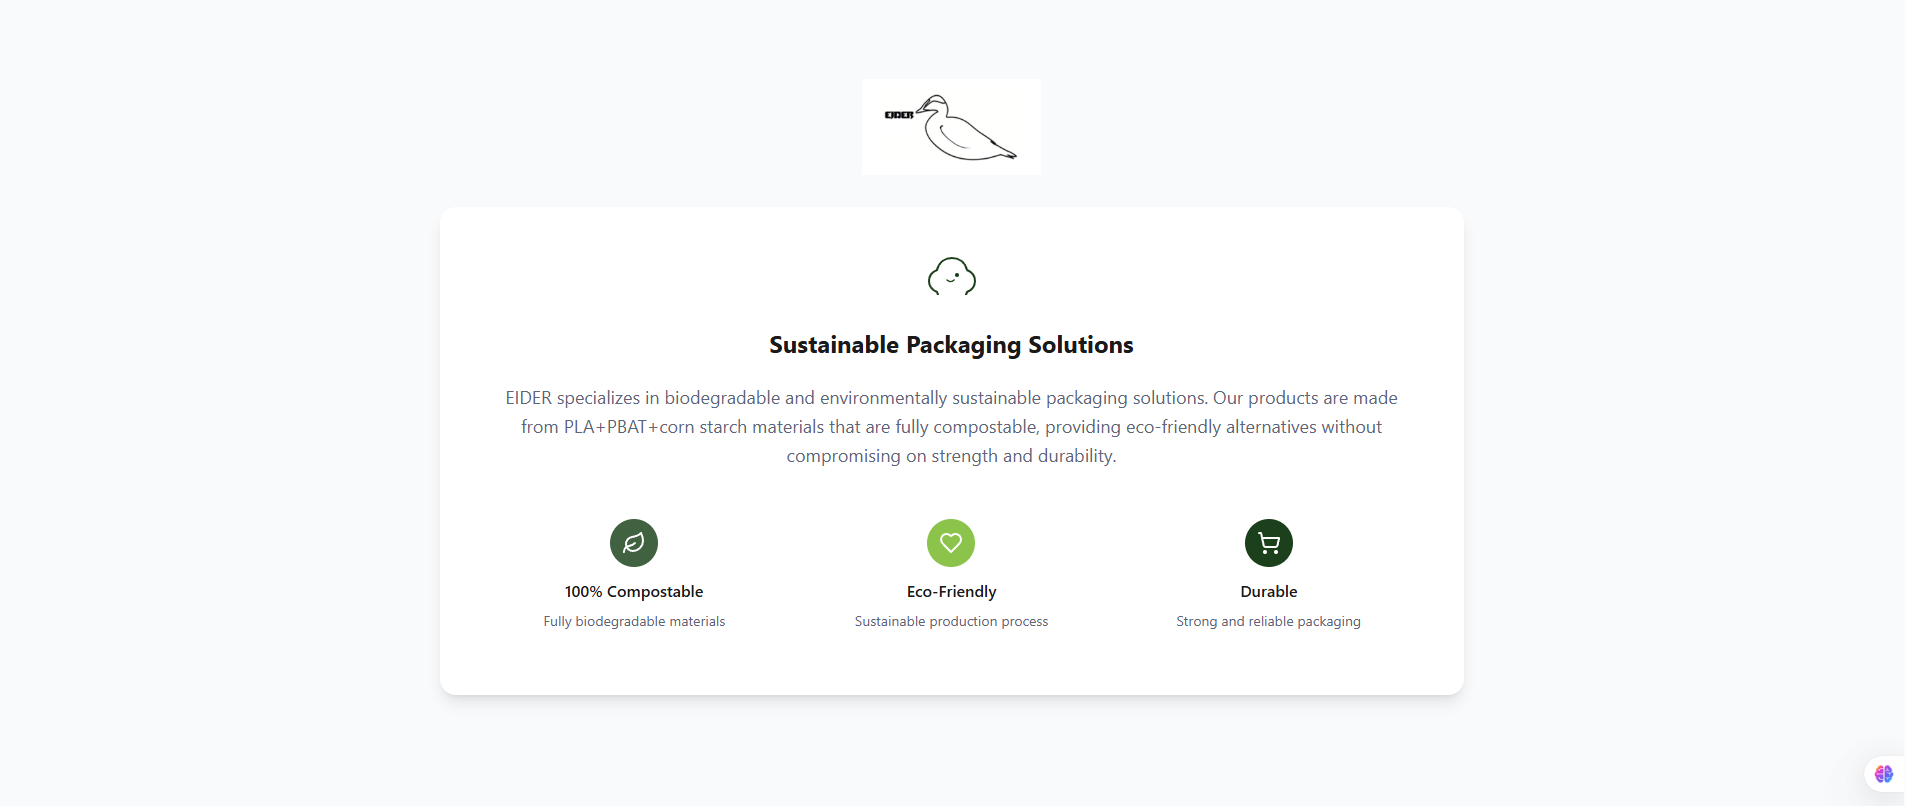 EIDER
Sustainable Packaging Solutions
EIDER specializes in biodegradable and environmentally sustainable packaging solutions. Our products are made
from PLA+PBAT+corn starch materials that are fully compostable, providing eco-friendly alternatives without
compromising on strength and durability.
100% Compostable
Fully biodegradable materials
Eco-Friendly
Sustainable production process
Durable
Strong and reliable packaging